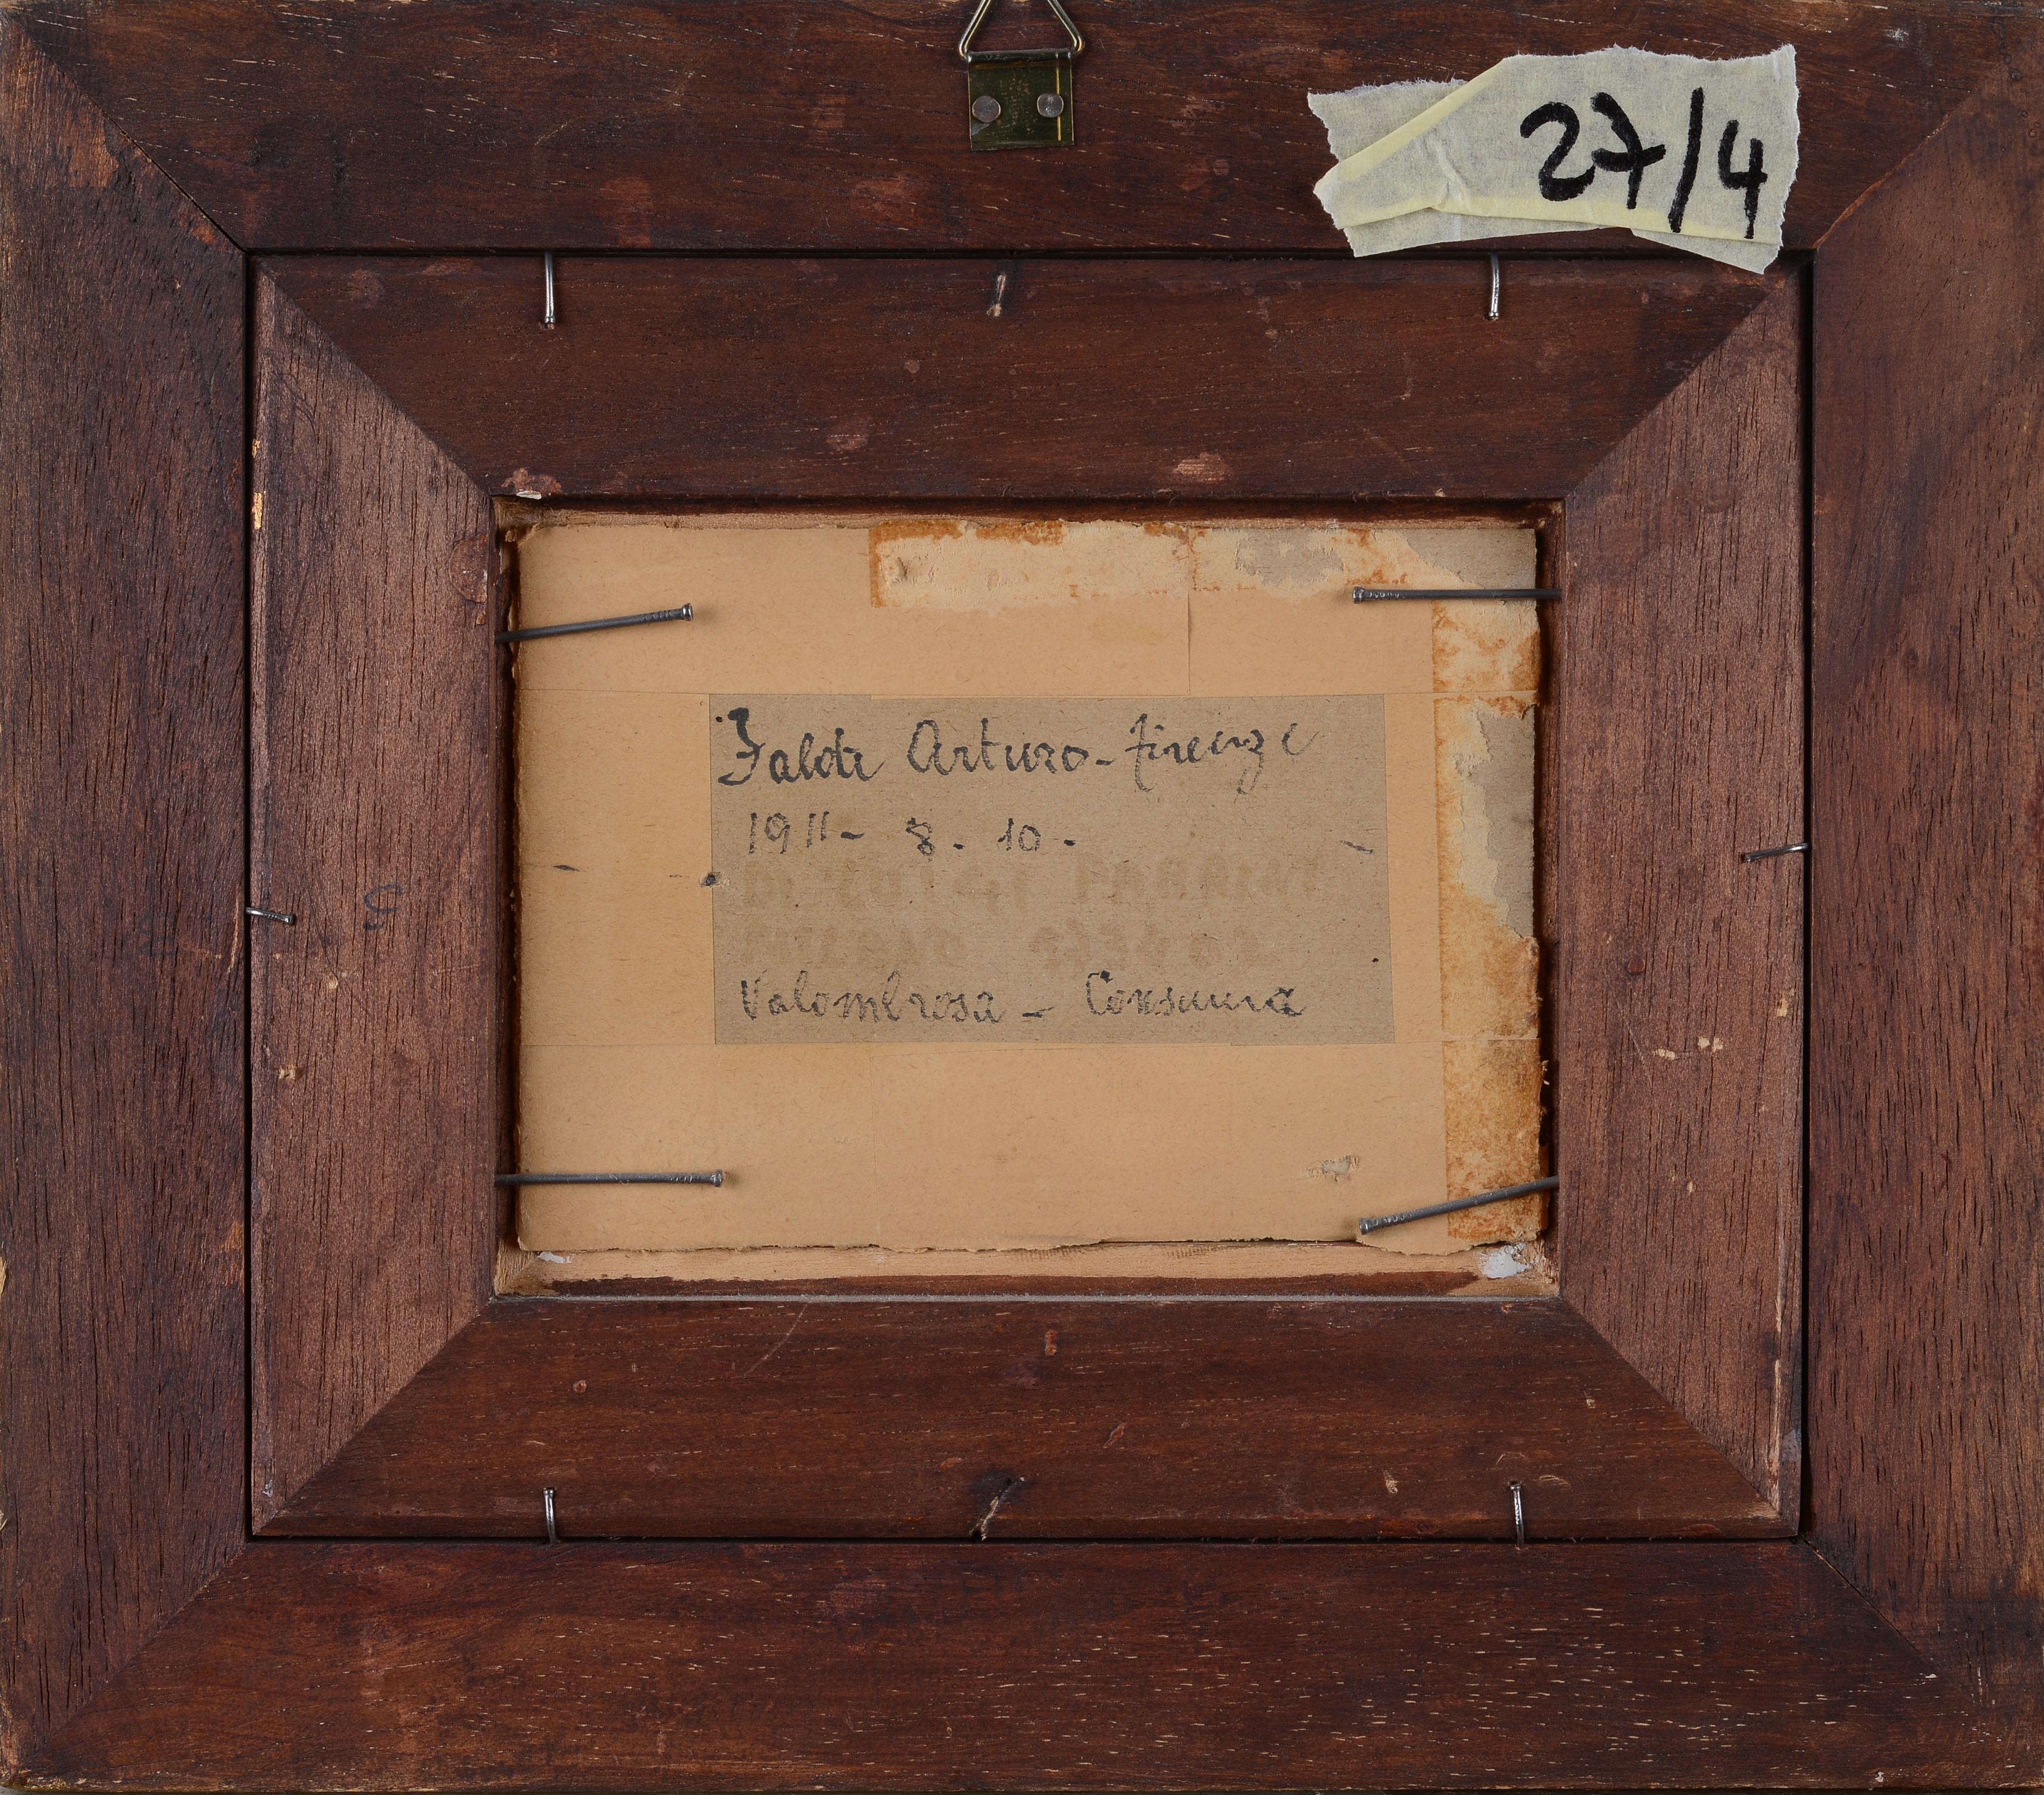 27/4
Faldi Arturo - Firenze
1911 - 8. 10 -
Valombrosa - Consuma